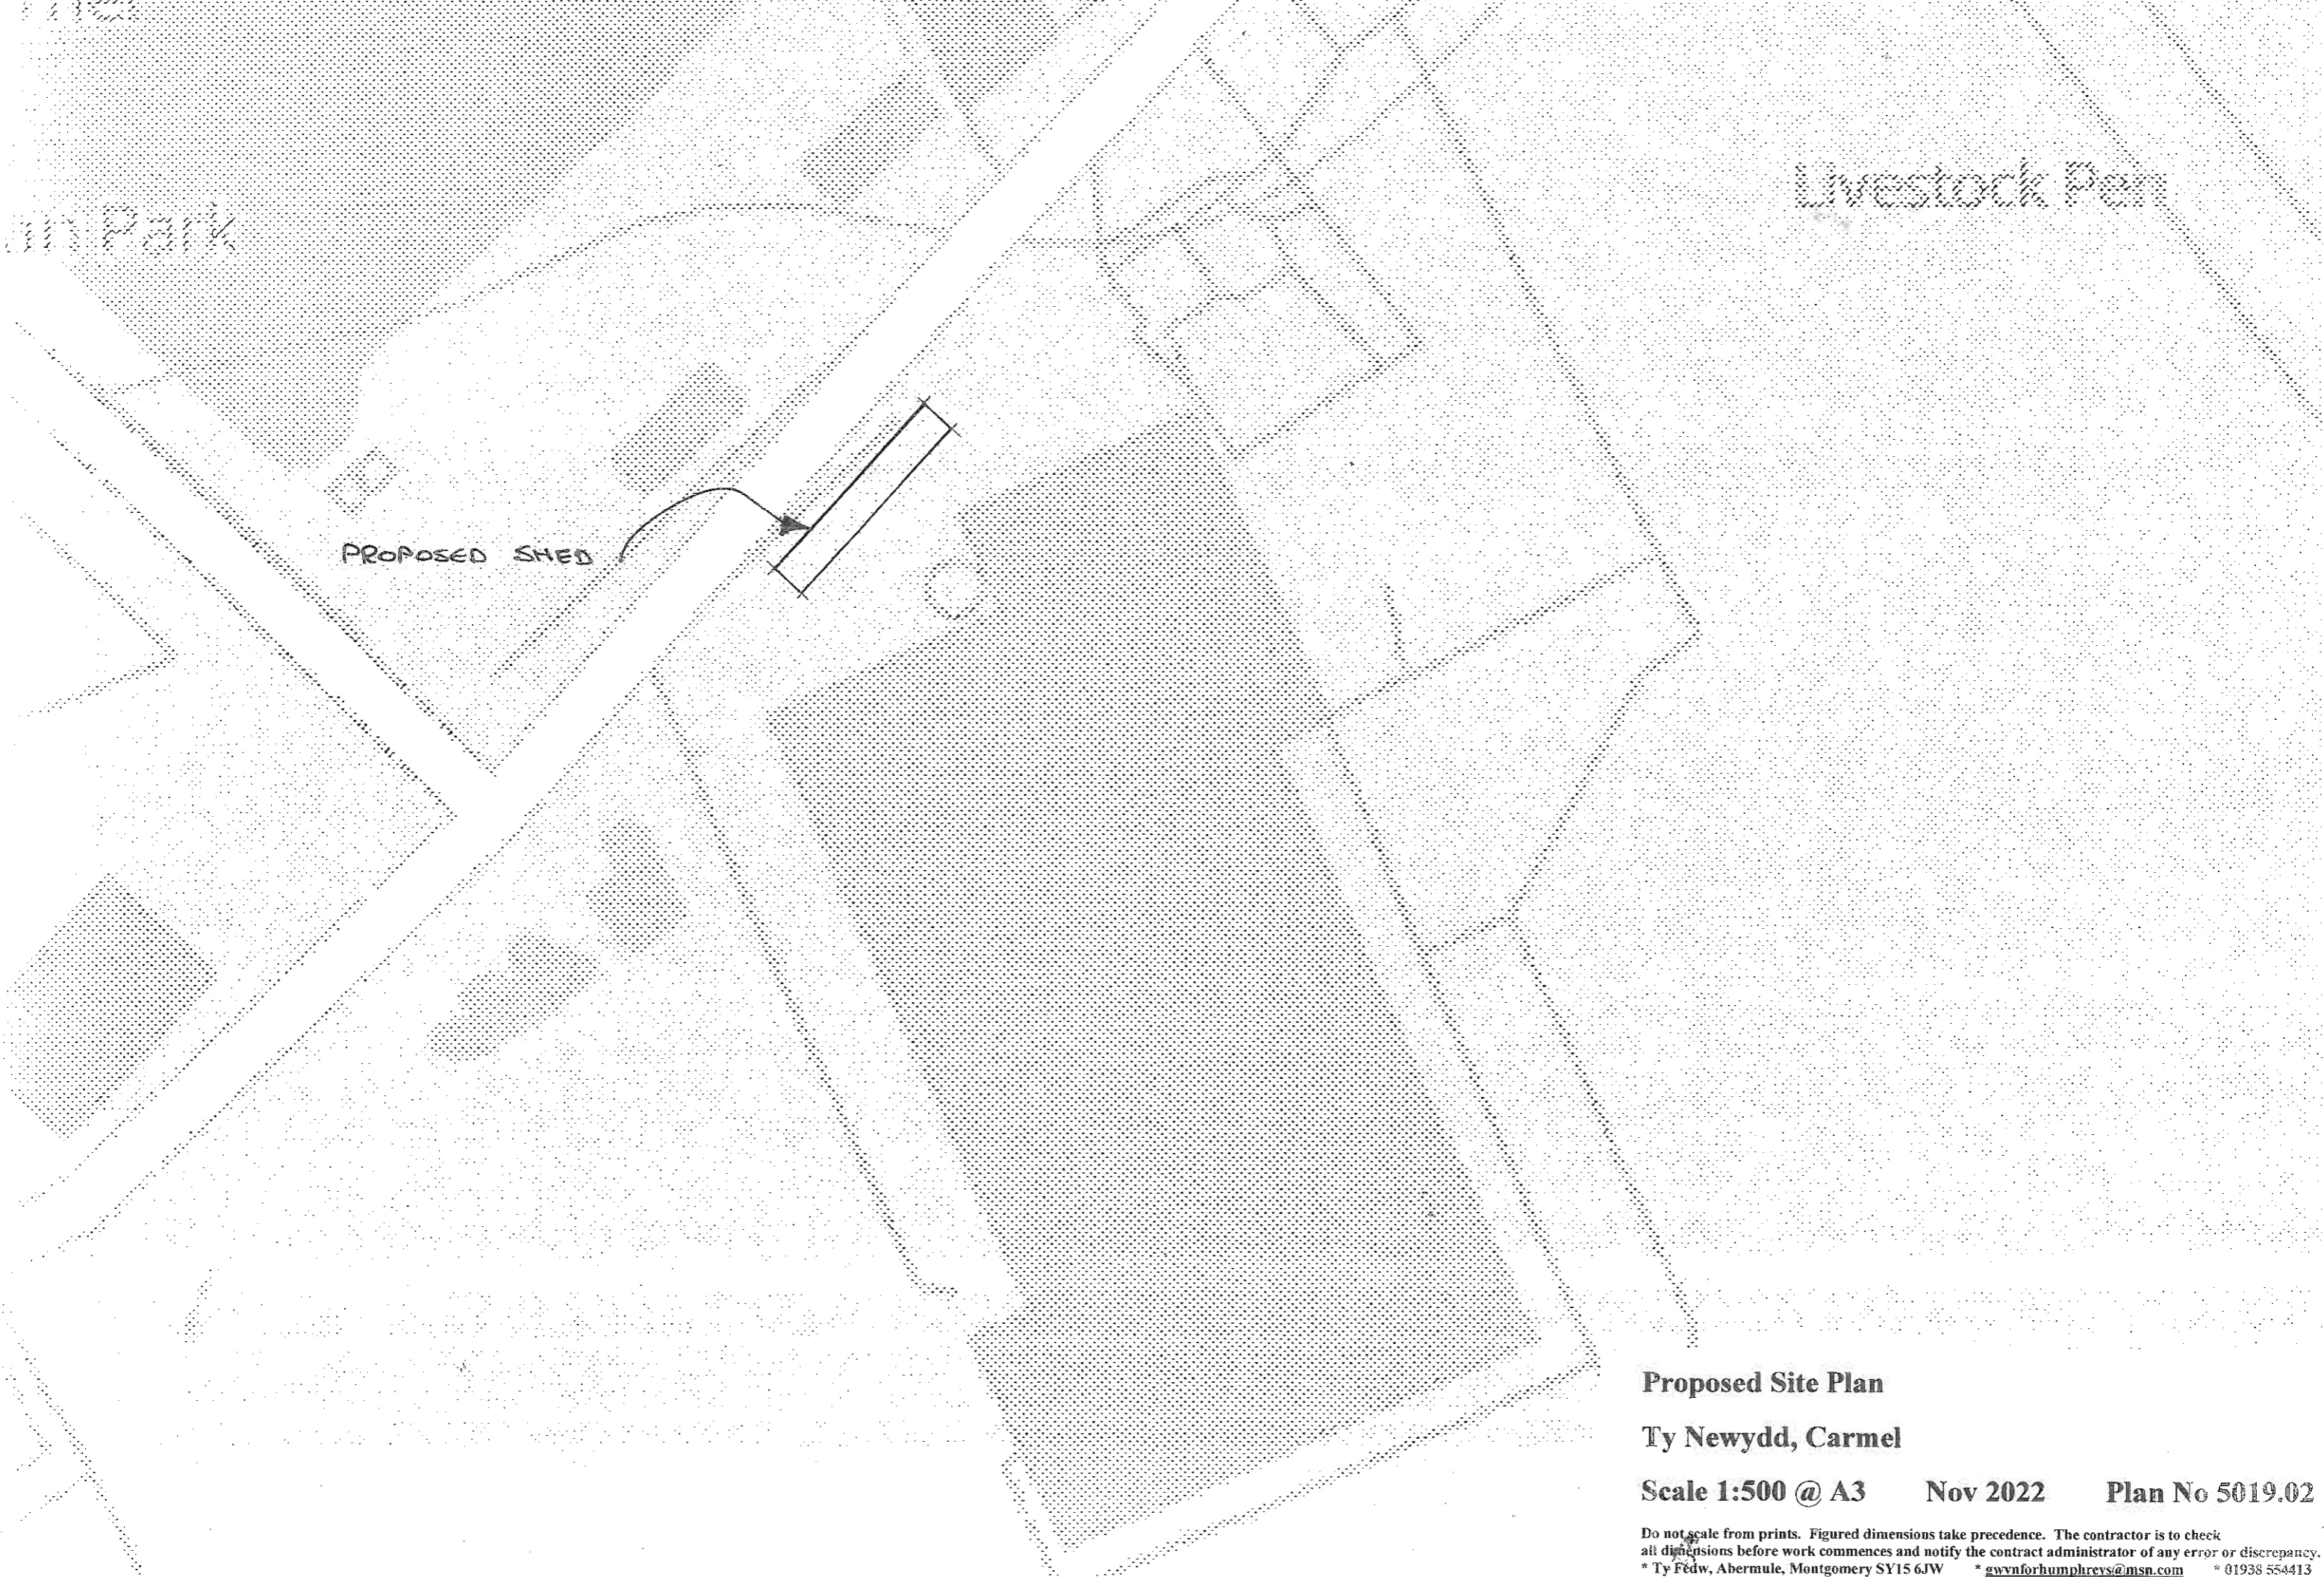 an Park
Livestock Pen
PROPOSED SHED
Proposed Site Plan
Ty Newydd, Carmel
Scale 1:500 @ A3 Nov 2022 Plan No 5019.02
Do not scale from prints. Figured dimensions take precedence. The contractor is to check
all dimensions before work commences and notify the contract administrator of any error or discrepancy.
* Ty Fedw, Abermule, Montgomery SY15 6JW * gwynforhumphreys@msn.com * 01938 554413